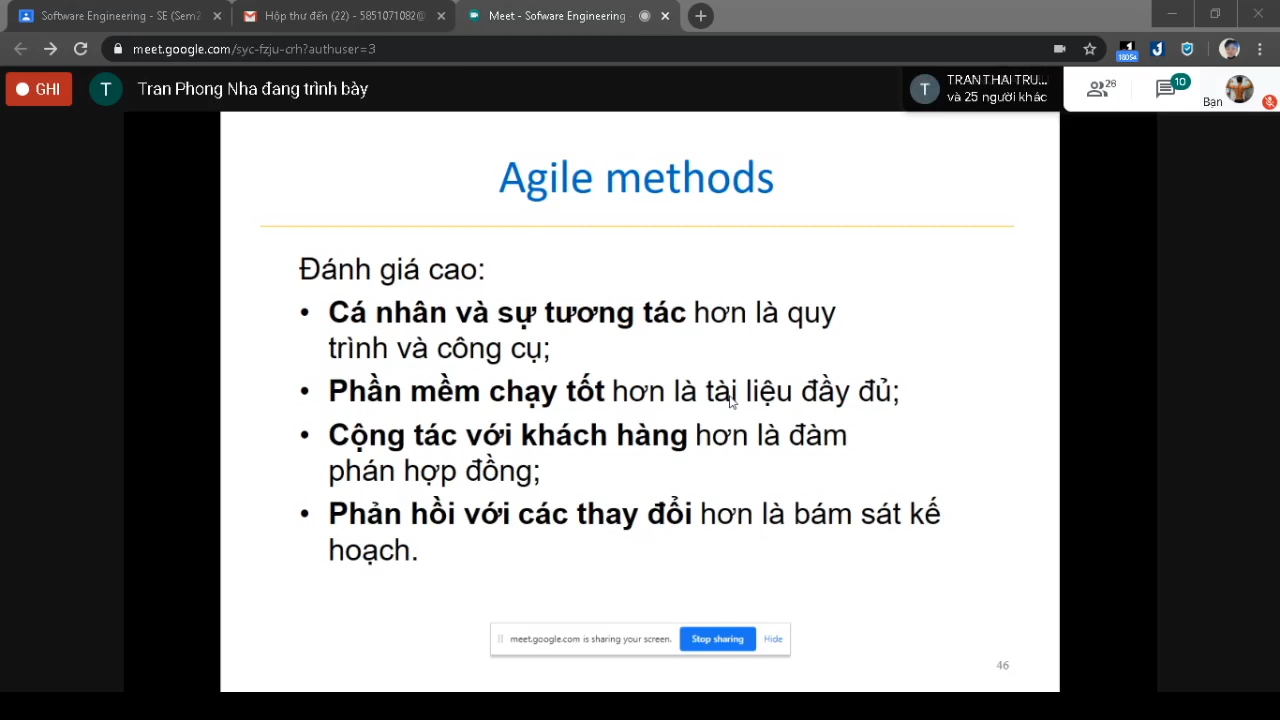 Software Engineering - SE (Sem2
Hộp thư đến (22) - 5851071082@
Meet - Sofware Engineering
meet.google.com/syc-fzju-crh?authuser=3
18054
GHI
T
Tran Phong Nha đang trình bày
T
TRAN THAI TRU...
và 25 người khác
26
10
Bạn
Agile methods
Đánh giá cao:
• Cá nhân và sự tương tác hơn là quy
trình và công cụ;
• Phần mềm chạy tốt hơn là tài liệu đầy đủ;
• Cộng tác với khách hàng hơn là đàm
phán hợp đồng;
• Phản hồi với các thay đổi hơn là bám sát kế
hoạch.
meet.google.com is sharing your screen.
Stop sharing
Hide
46